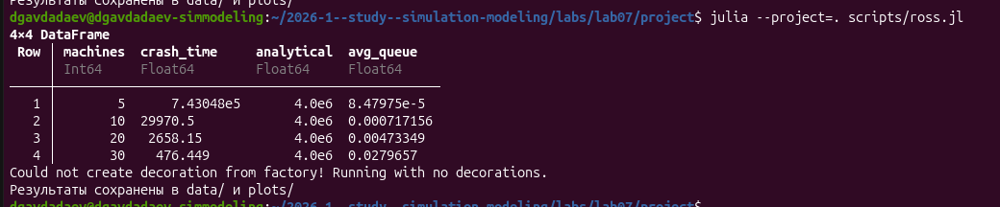 Результаты сохранены в data/ и plots/
dgavdadaev@dgavdadaev-simmodeling:~/2026-1--study--simulation-modeling/labs/lab07/project$ julia --project=. scripts/ross.jl
4×4 DataFrame
Row │ machines crash_time analytical avg_queue
│ Int64 Float64 Float64 Float64
1 │ 5 7.43048e5 4.0e6 8.47975e-5
2 │ 10 29970.5 4.0e6 0.000717156
3 │ 20 2658.15 4.0e6 0.00473349
4 │ 30 476.449 4.0e6 0.0279657
Could not create decoration from factory! Running with no decorations.
Результаты сохранены в data/ и plots/
dgavdadaev@dgavdadaev-simmodeling:~/2026-1--study--simulation-modeling/labs/lab07/project$